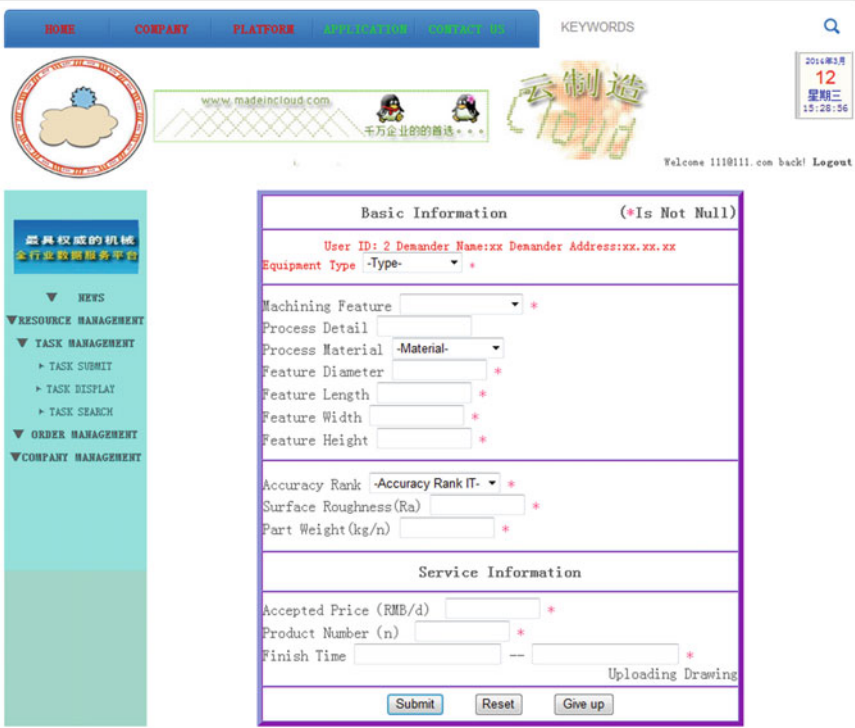 HOME COMPANY PLATFORM APPLICATION CONTACT US KEYWORDS
2014年3月
12
星期三
15:28:56
www.madeincloud.com
千万企业的的首选...
云制造
Cloud
Welcome 111@111.com back! Logout
最具权威的机械
全行业数据服务平台
▼ NEWS
▼RESOURCE MANAGEMENT
▼ TASK MANAGEMENT
▶ TASK SUBMIT
▶ TASK DISPLAY
▶ TASK SEARCH
▼ ORDER MANAGEMENT
▼COMPANY MANAGEMENT
Basic Information (*Is Not Null)
User ID: 2 Demander Name:xx Demander Address:xx.xx.xx
Equipment Type -Type- *
Machining Feature *
Process Detail
Process Material -Material-
Feature Diameter *
Feature Length *
Feature Width *
Feature Height *
Accuracy Rank -Accuracy Rank IT- *
Surface Roughness(Ra) *
Part Weight(kg/n) *
Service Information
Accepted Price (RMB/d) *
Product Number (n) *
Finish Time -- *
Uploading Drawing
Submit Reset Give up